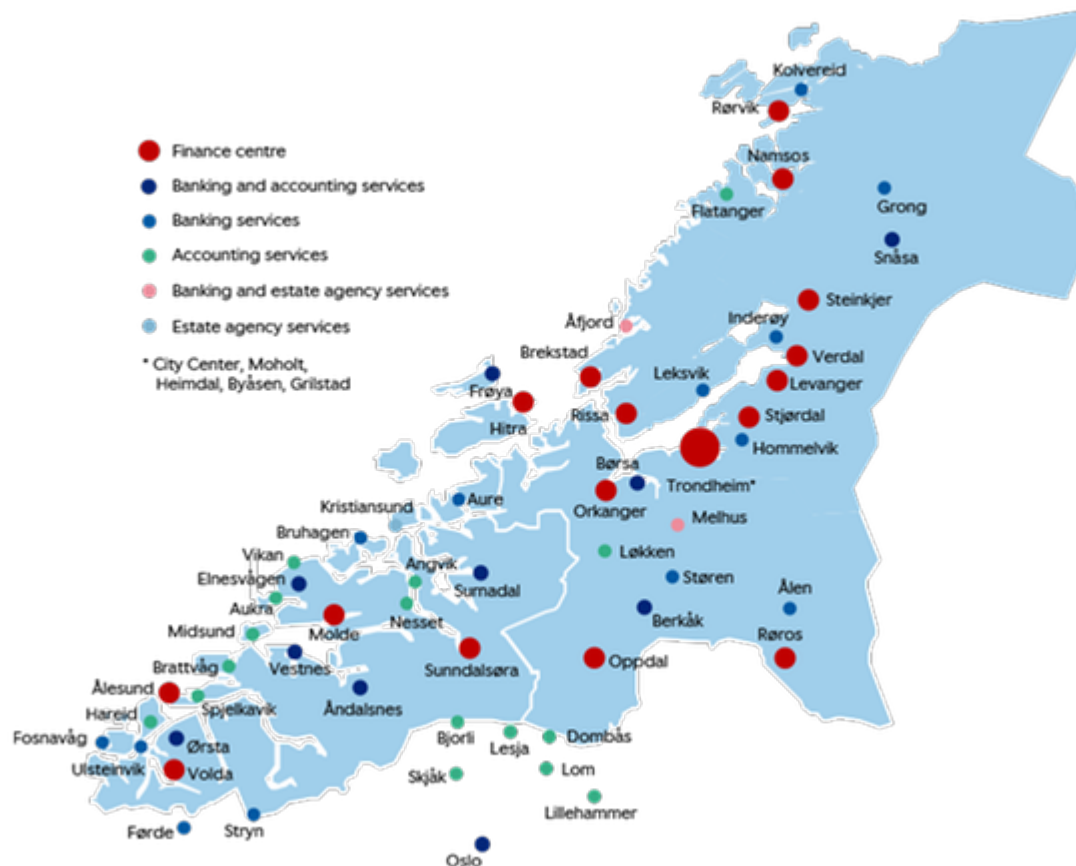 Kolvereid
Rørvik
Finance centre
Namsos
Banking and accounting services
Flatanger
Grong
Banking services
Snåsa
Accounting services
Banking and estate agency services
Steinkjer
Estate agency services
Åfjord
Inderøy
* City Center, Moholt,
Heimdal, Byåsen, Grilstad
Brekstad
Verdal
Leksvik
Levanger
Frøya
Rissa
Stjørdal
Hitra
Hommelvik
Børsa
Trondheim*
Kristiansund
Aure
Orkanger
Melhus
Bruhagen
Vikan
Angvik
Løkken
Elnesvågen
Surnadal
Støren
Ålen
Aukra
Nesset
Berkåk
Midsund
Molde
Røros
Brattvåg
Vestnes
Sunndalsøra
Oppdal
Ålesund
Spjelkavik
Åndalsnes
Hareid
Fosnavåg
Ørsta
Bjorli
Lesja
Dombås
Ulsteinvik
Volda
Skjåk
Lom
Lillehammer
Førde
Stryn
Oslo